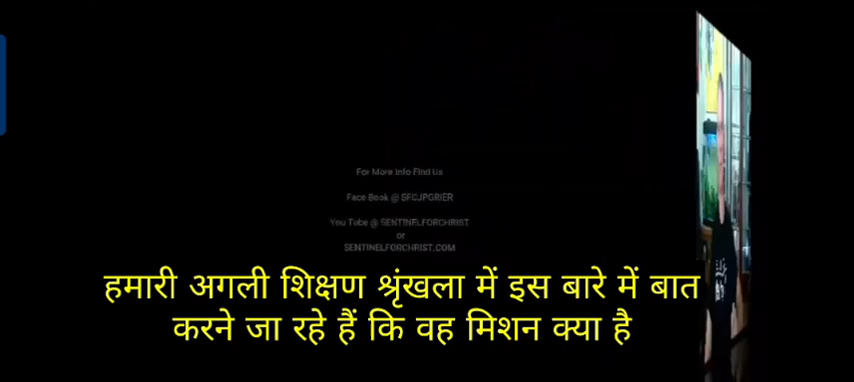 For More Info Find Us
Face Book @ SFCJPGRIER
You Tube @ SENTINELFORCHRIST
or
SENTINELFORCHRIST.COM
हमारी अगली शिक्षण श्रृंखला में इस बारे में बात
करने जा रहे हैं कि वह मिशन क्या है